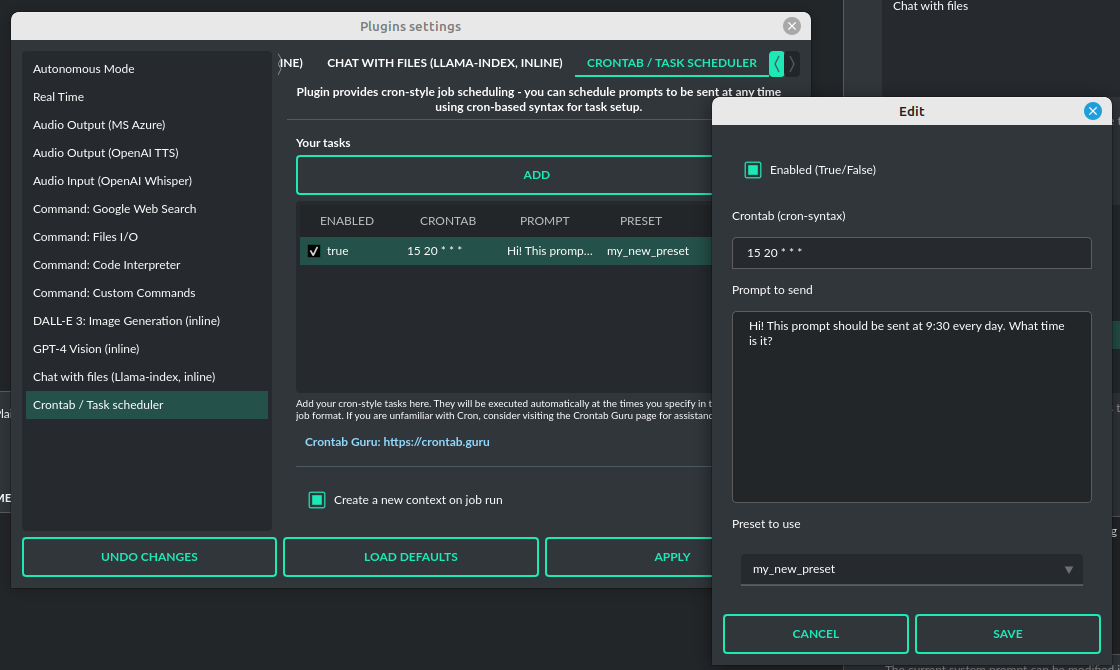 Chat with files
Plugins settings
INE)
CHAT WITH FILES (LLAMA-INDEX, INLINE)
CRONTAB / TASK SCHEDULER
Autonomous Mode
Real Time
Audio Output (MS Azure)
Audio Output (OpenAI TTS)
Audio Input (OpenAI Whisper)
Command: Google Web Search
Command: Files I/O
Command: Code Interpreter
Command: Custom Commands
DALL-E 3: Image Generation (inline)
GPT-4 Vision (inline)
Chat with files (Llama-index, inline)
Crontab / Task scheduler
Plugin provides cron-style job scheduling - you can schedule prompts to be sent at any time
using cron-based syntax for task setup.
Your tasks
ADD
ENABLED CRONTAB PROMPT PRESET
true 15 20 * * * Hi! This promp... my_new_preset
Add your cron-style tasks here. They will be executed automatically at the times you specify in t
job format. If you are unfamiliar with Cron, consider visiting the Crontab Guru page for assistanc
Crontab Guru: https://crontab.guru
Create a new context on job run
UNDO CHANGES
LOAD DEFAULTS
APPLY
Edit
Enabled (True/False)
Crontab (cron-syntax)
15 20 * * *
Prompt to send
Hi! This prompt should be sent at 9:30 every day. What time
is it?
Preset to use
my_new_preset
CANCEL
SAVE
The current system prompt can be modified